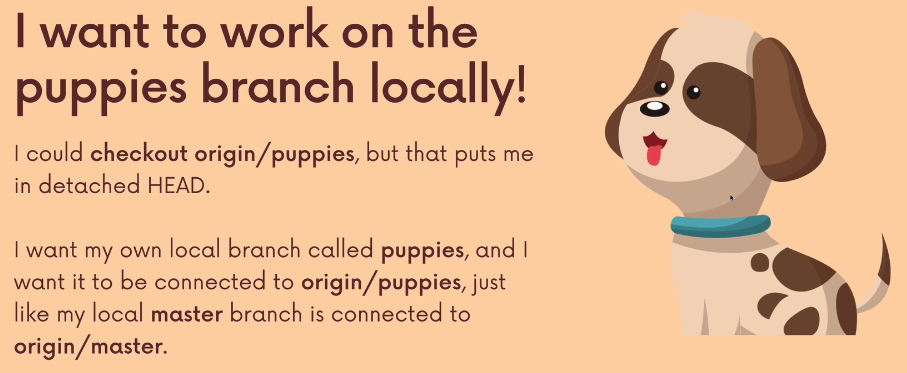 I want to work on the
puppies branch locally!
I could checkout origin/puppies, but that puts me
in detached HEAD.
I want my own local branch called puppies, and I
want it to be connected to origin/puppies, just
like my local master branch is connected to
origin/master.